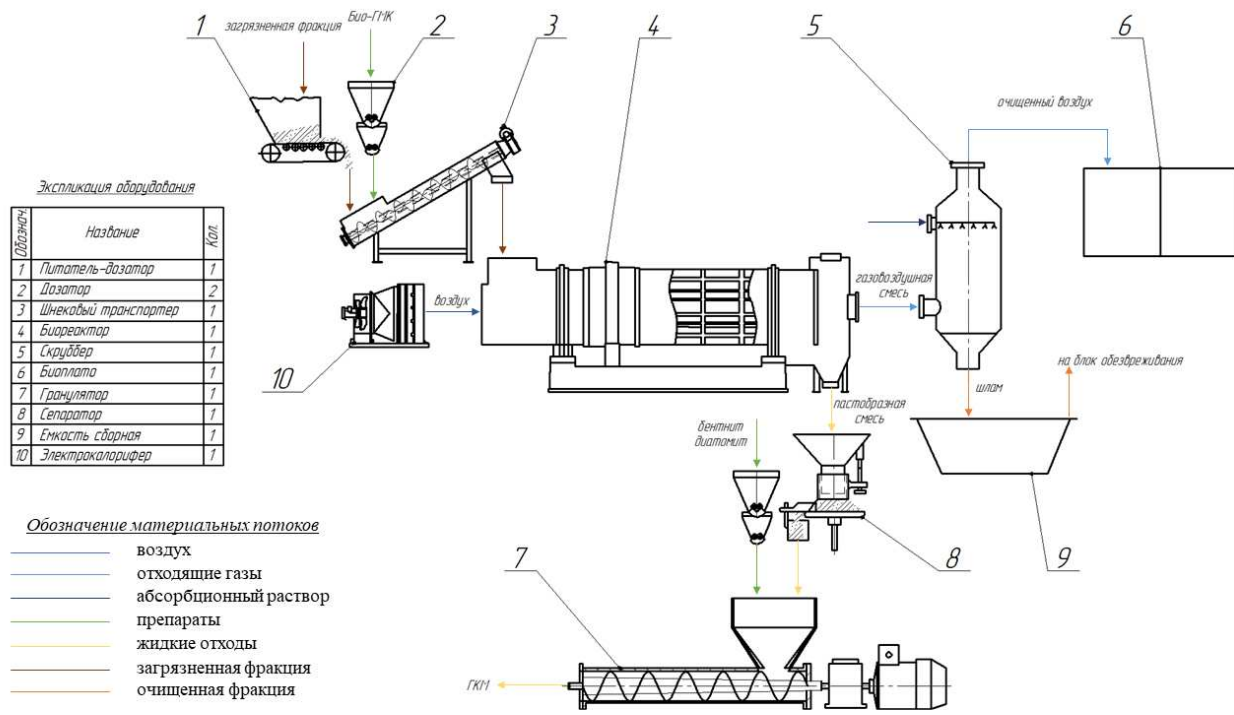 1
загрязненная фракция
Био-ГМК
2
3
4
5
6
очищенный воздух
газовоздушная
смесь
воздух
10
пастобразная
смесь
шлам
на блок обезвреживания
бентнит
диатомит
7
8
9
ГКМ
Экспликация оборудования
Обознач. Название Кол.
1 Питатель-дозатор 1
2 Дозатор 2
3 Шнековый транспортер 1
4 Биореактор 1
5 Скруббер 1
6 Биоплато 1
7 Гранулятор 1
8 Сепаратор 1
9 Емкость сборная 1
10 Электрокалорифер 1
Обозначение материальных потоков
воздух
отходящие газы
абсорбционный раствор
препараты
жидкие отходы
загрязненная фракция
очищенная фракция